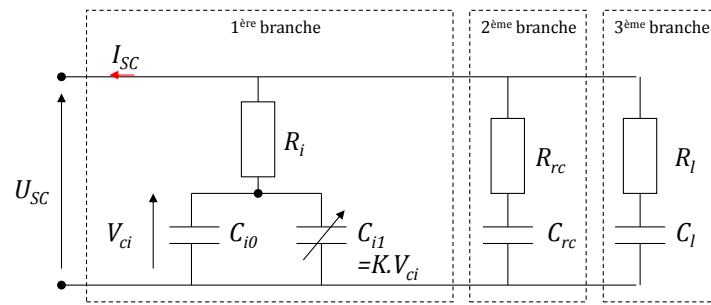 1ère branche
2ème branche
3ème branche
I_SC
R_i
R_rc
R_l
U_SC
V_ci
C_i0
C_i1
=K.V_ci
C_rc
C_l